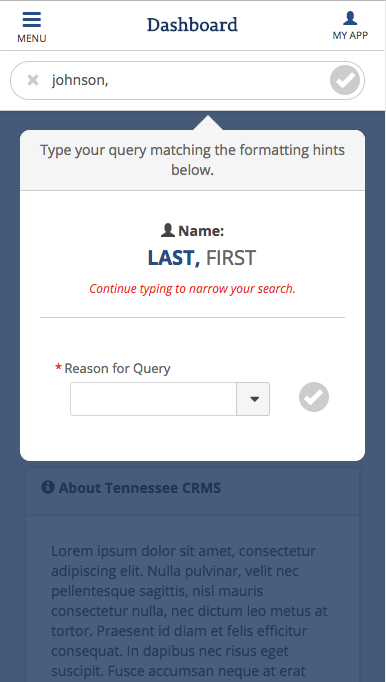 Dashboard
MENU
MY APP
johnson,
Type your query matching the formatting hints
below.
Name:
LAST, FIRST
Continue typing to narrow your search.
*Reason for Query
About Tennessee CRMS
Lorem ipsum dolor sit amet, consectetur
adipiscing elit. Nulla pulvinar, velit nec
pellentesque sagittis, nisl mauris
consectetur nulla, nec dictum leo metus at
tortor. Praesent id diam et felis efficitur
consequat. In dapibus nec risus eget
suscipit. Fusce accumsan neque at erat